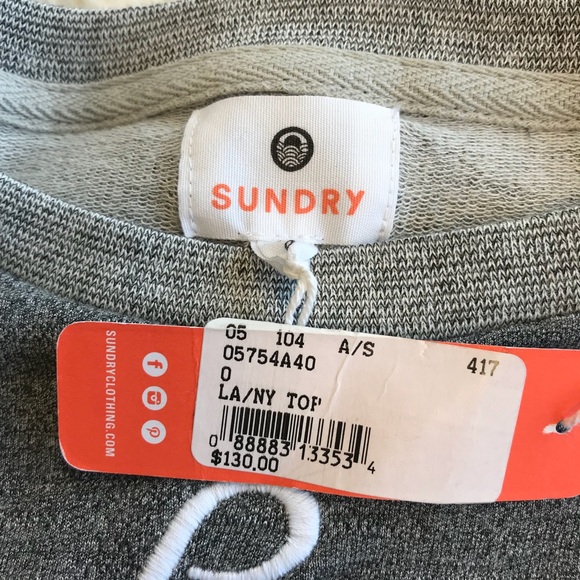 SUNDRY
SUNDRYCLOTHING.COM
05 104 A/S 417
05754A40
0
LA/NY TOP
0 88883 13353 4
$130.00